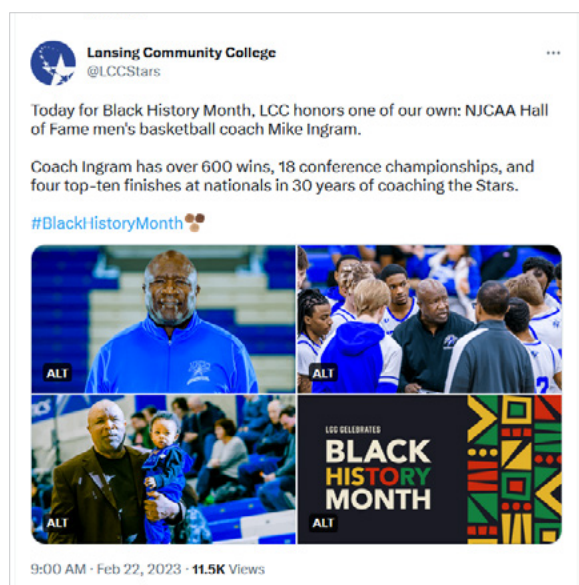 Lansing Community College
@LCCStars
Today for Black History Month, LCC honors one of our own: NJCAA Hall
of Fame men's basketball coach Mike Ingram.
Coach Ingram has over 600 wins, 18 conference championships, and
four top-ten finishes at nationals in 30 years of coaching the Stars.
#BlackHistoryMonth
ALT
ALT
ALT
LCC CELEBRATES
BLACK
HISTORY
MONTH
ALT
9:00 AM · Feb 22, 2023 · 11.5K Views